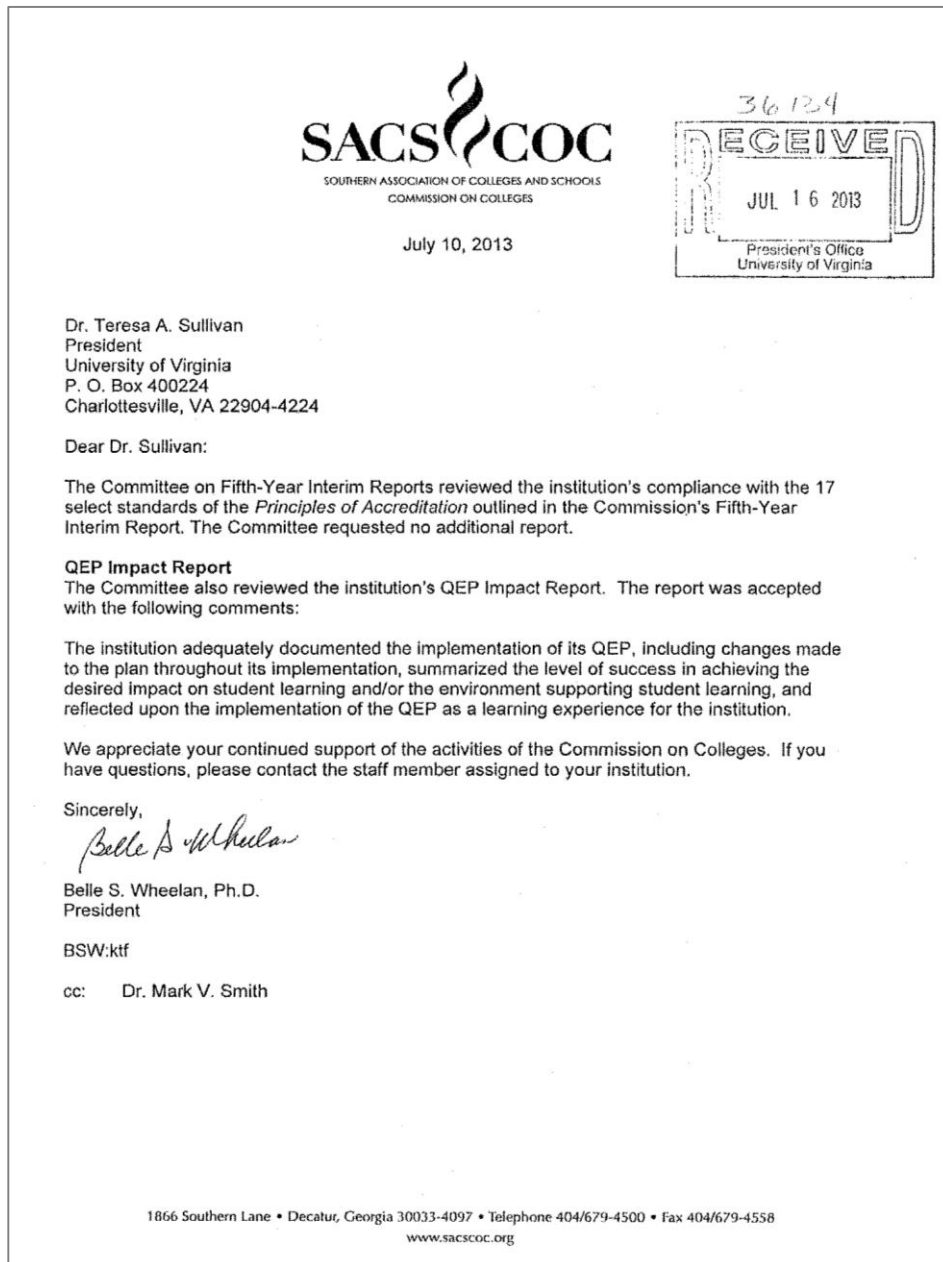 SACS COC
SOUTHERN ASSOCIATION OF COLLEGES AND SCHOOLS
COMMISSION ON COLLEGES
July 10, 2013
36124
RECEIVED
JUL 16 2013
President's Office
University of Virginia
Dr. Teresa A. Sullivan
President
University of Virginia
P. O. Box 400224
Charlottesville, VA 22904-4224
Dear Dr. Sullivan:
The Committee on Fifth-Year Interim Reports reviewed the institution's compliance with the 17
select standards of the Principles of Accreditation outlined in the Commission's Fifth-Year
Interim Report. The Committee requested no additional report.
QEP Impact Report
The Committee also reviewed the institution's QEP Impact Report. The report was accepted
with the following comments:
The institution adequately documented the implementation of its QEP, including changes made
to the plan throughout its implementation, summarized the level of success in achieving the
desired impact on student learning and/or the environment supporting student learning, and
reflected upon the implementation of the QEP as a learning experience for the institution.
We appreciate your continued support of the activities of the Commission on Colleges. If you
have questions, please contact the staff member assigned to your institution.
Sincerely,
Belle S Wheelan
Belle S. Wheelan, Ph.D.
President
BSW:ktf
cc: Dr. Mark V. Smith
1866 Southern Lane • Decatur, Georgia 30033-4097 • Telephone 404/679-4500 • Fax 404/679-4558
www.sacscoc.org